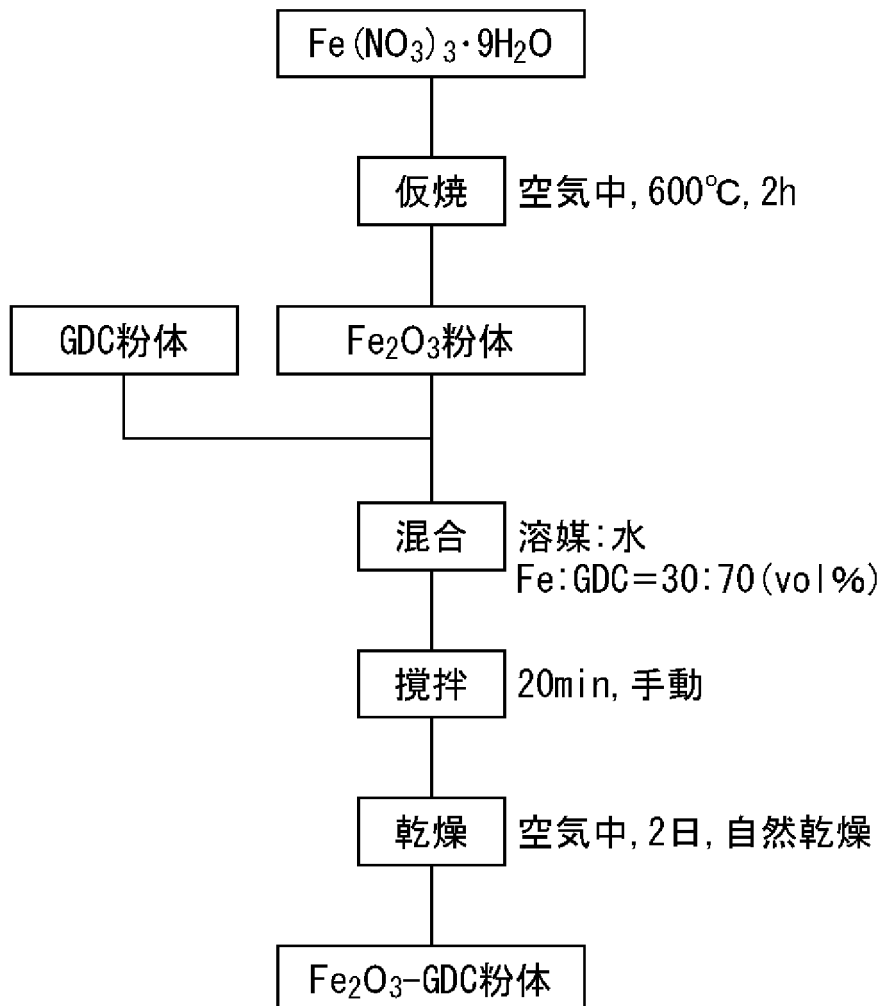 Fe(NO₃)₃·9H₂O
仮焼 空気中,600℃,2h
GDC粉体
Fe₂O₃粉体
混合 溶媒:水
Fe:GDC=30:70(vol%)
撹拌 20min,手動
乾燥 空気中,2日,自然乾燥
Fe₂O₃-GDC粉体